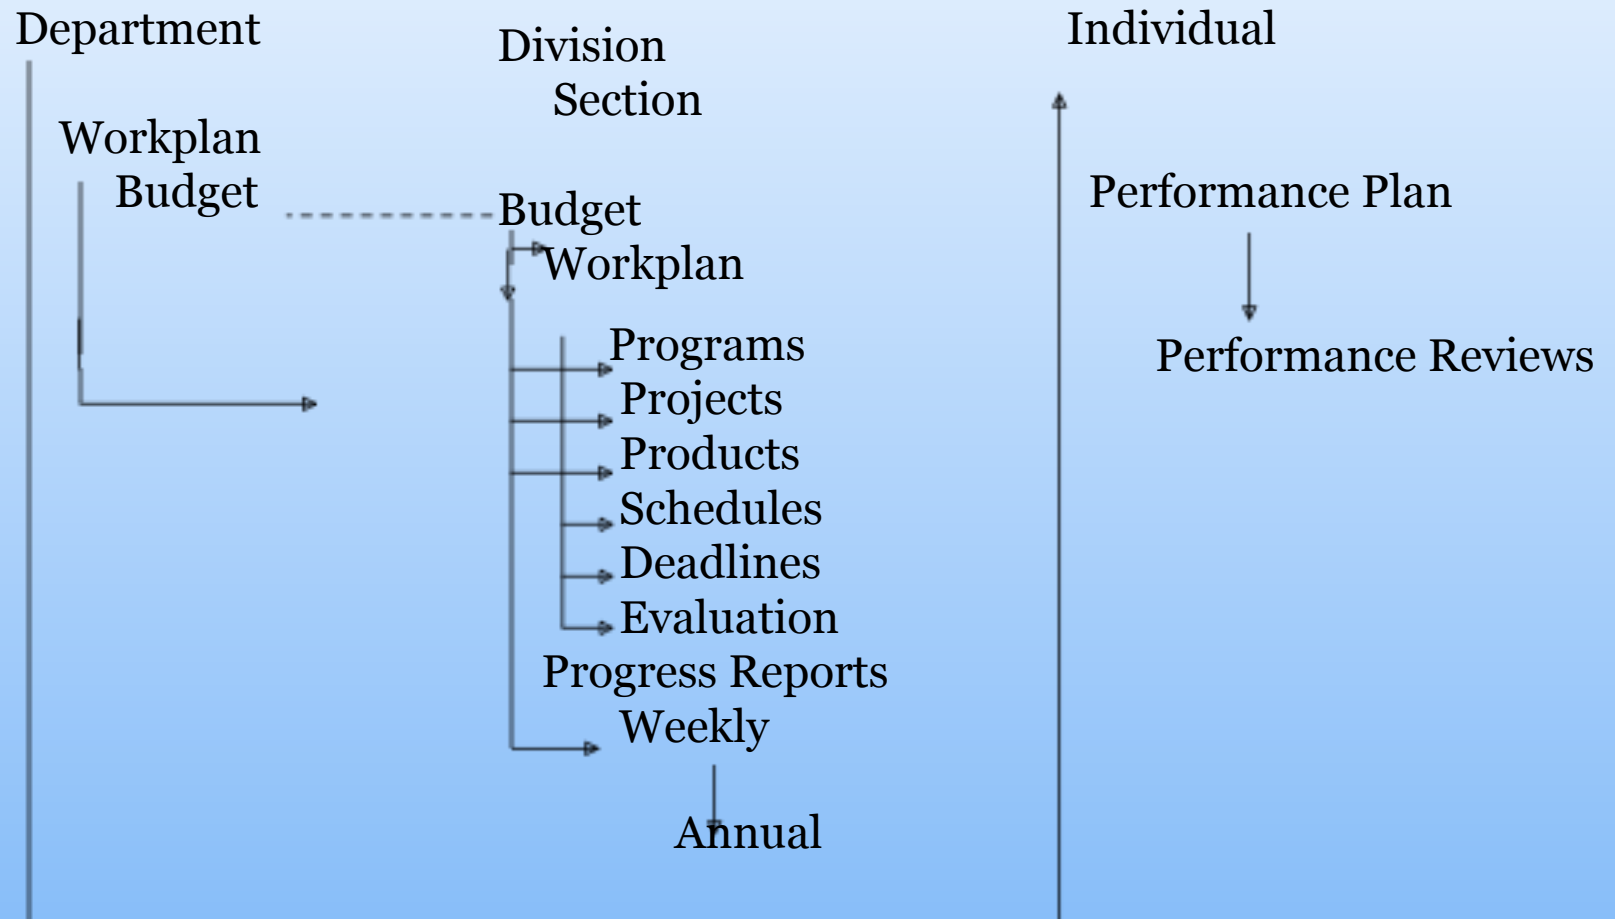 Department
Workplan
Budget
Division
Section
Budget
Workplan
Programs
Projects
Products
Schedules
Deadlines
Evaluation
Progress Reports
Weekly
Annual
Individual
Performance Plan
Performance Reviews